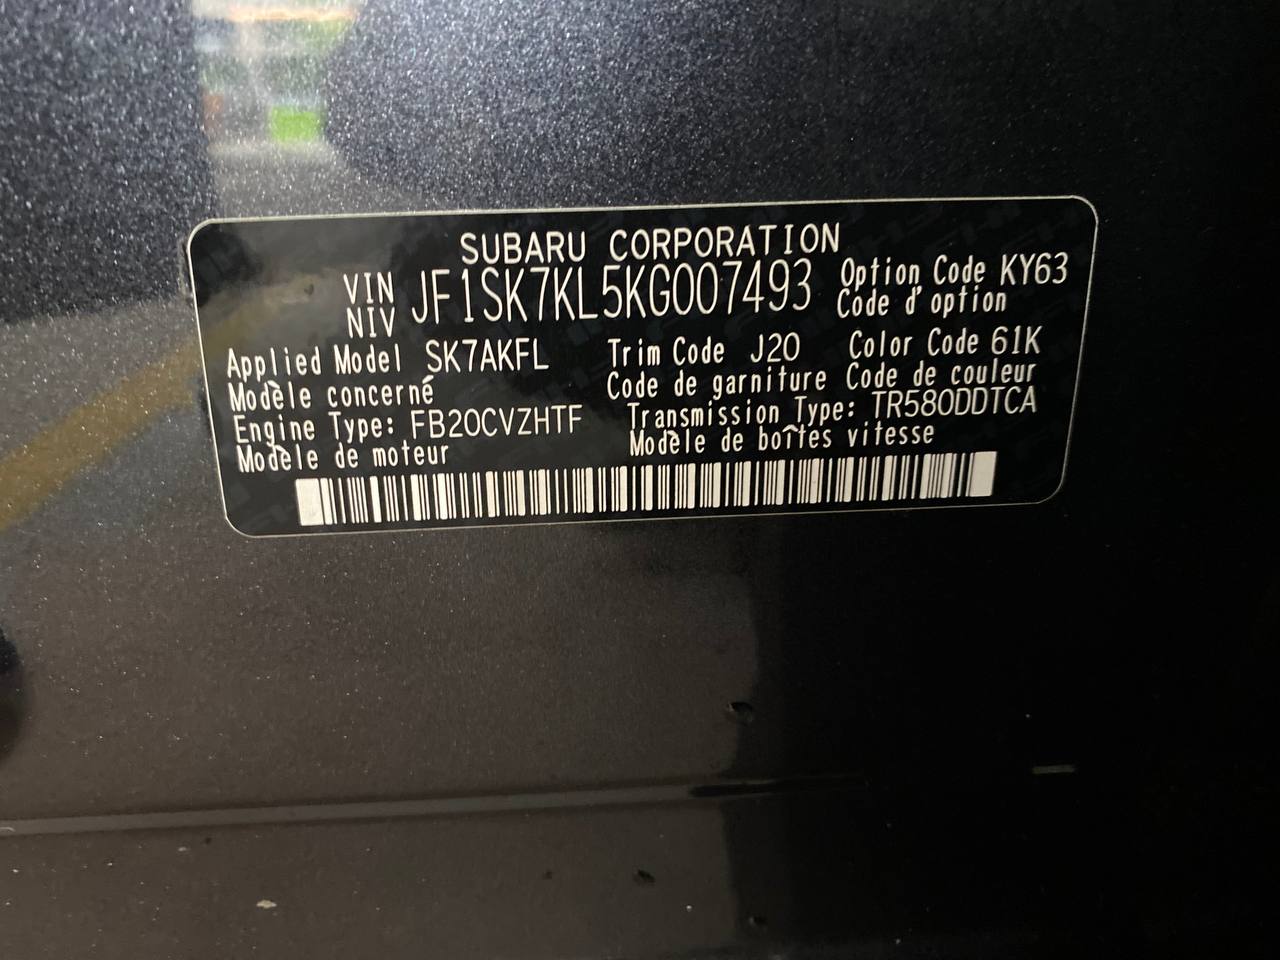 SUBARU CORPORATION
VIN
NIV JF1SK7KL5KG007493
Option Code KY63
Code d'option
Applied Model SK7AKFL Trim Code J20 Color Code 61K
Modèle concerné Code de garniture Code de couleur
Engine Type: FB20CVZHTF Transmission Type: TR580DDTCA
Modèle de moteur Modèle de boîtes vitesse